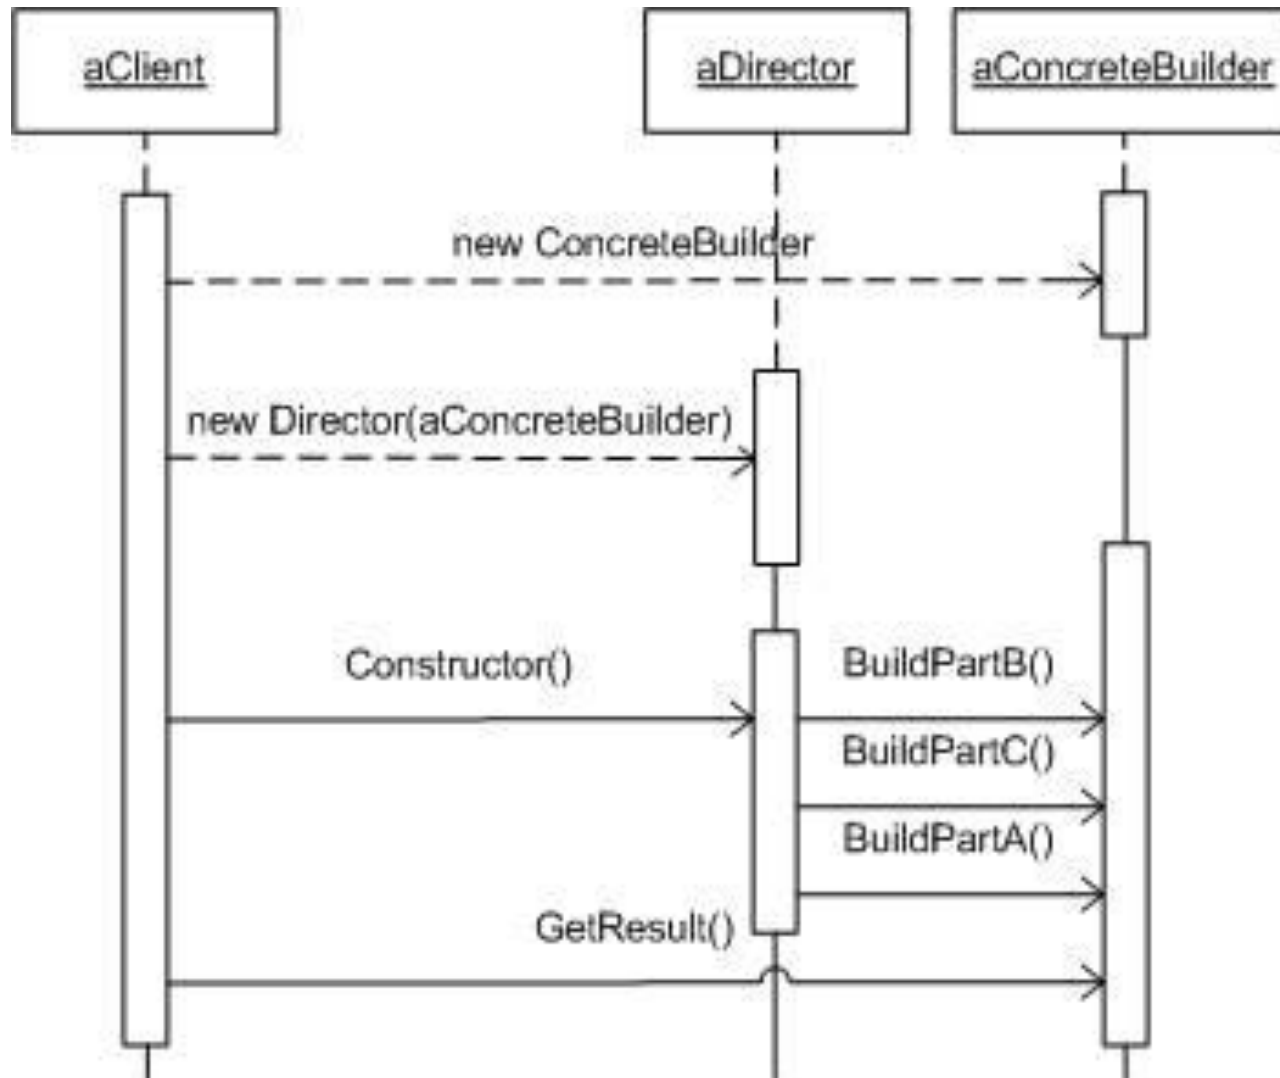 aClient
aDirector
aConcreteBuilder
new ConcreteBuilder
new Director(aConcreteBuilder)
Constructor()
BuildPartB()
BuildPartC()
BuildPartA()
GetResult()